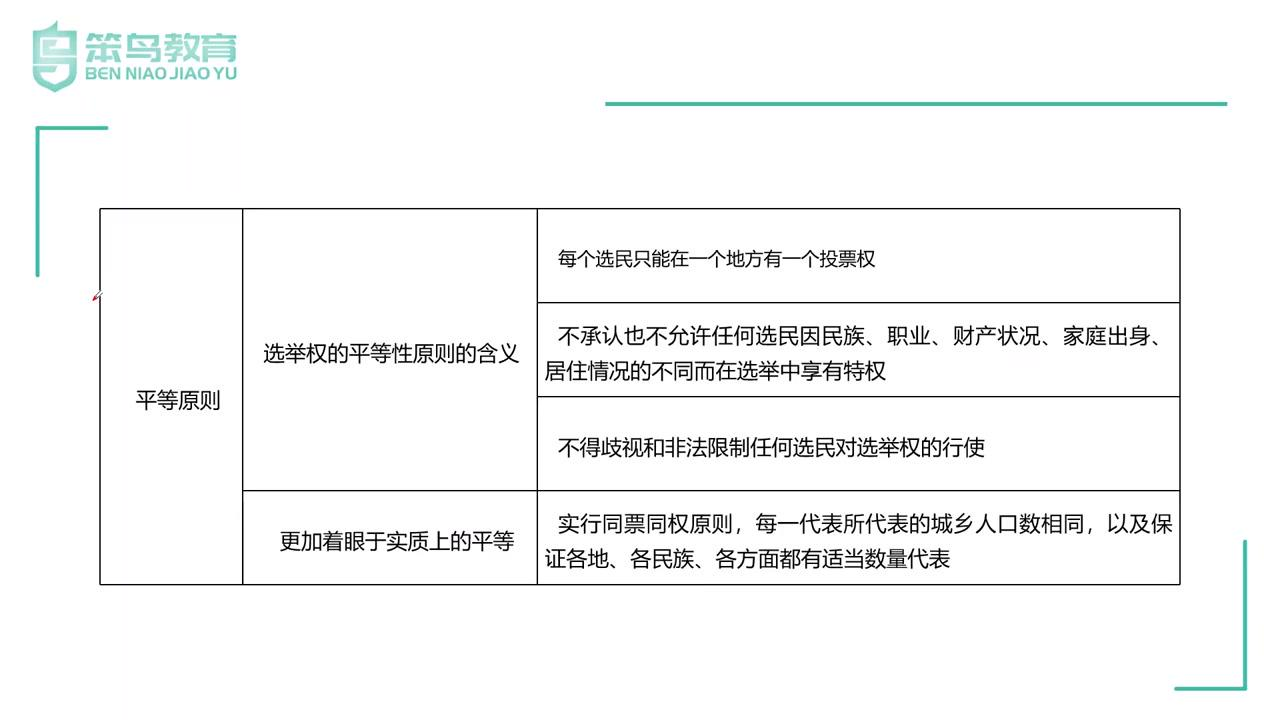 笨鸟教育
BEN NIAO JIAO YU
每个选民只能在一个地方有一个投票权
不承认也不允许任何选民因民族、职业、财产状况、家庭出身、
居住情况的不同而在选举中享有特权
选举权的平等性原则的含义
平等原则
不得歧视和非法限制任何选民对选举权的行使
更加着眼于实质上的平等
实行同票同权原则，每一代表所代表的城乡人口数相同，以及保
证各地、各民族、各方面都有适当数量代表